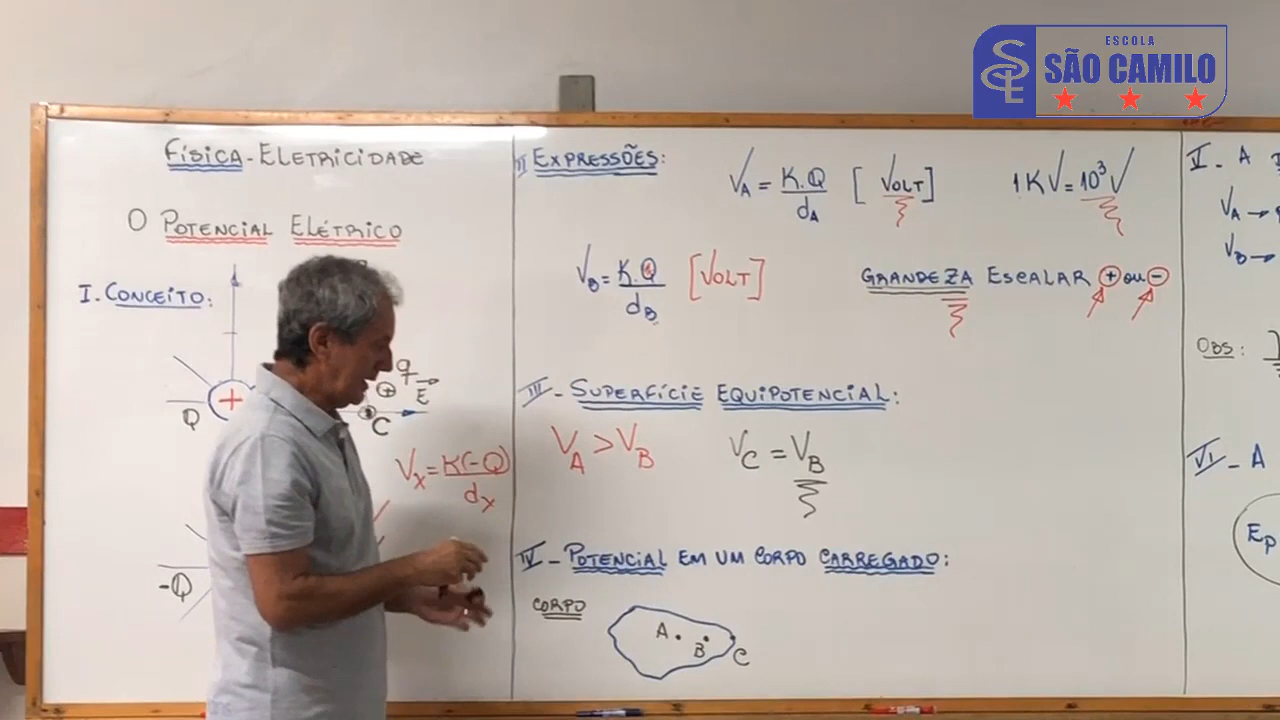 ESCOLA
SÃO CAMILO
FÍSICA - ELETRICIDADE
O POTENCIAL ELÉTRICO
I. CONCEITO:
+
Q
q
+
E
C
Vx = K(-Q)
dx
-Q
II EXPRESSÕES:
VA = K.Q [VOLT] 1KV = 10³V
dA
VB = K.Q [VOLT]
dB
GRANDEZA ESCALAR + ou -
III - SUPERFÍCIE EQUIPOTENCIAL:
VA > VB VC = VB
IV - POTENCIAL EM UM CORPO CARREGADO:
CORPO
A
B
C
V - A
VA →
VB →
OBS:
VI - A
Ep